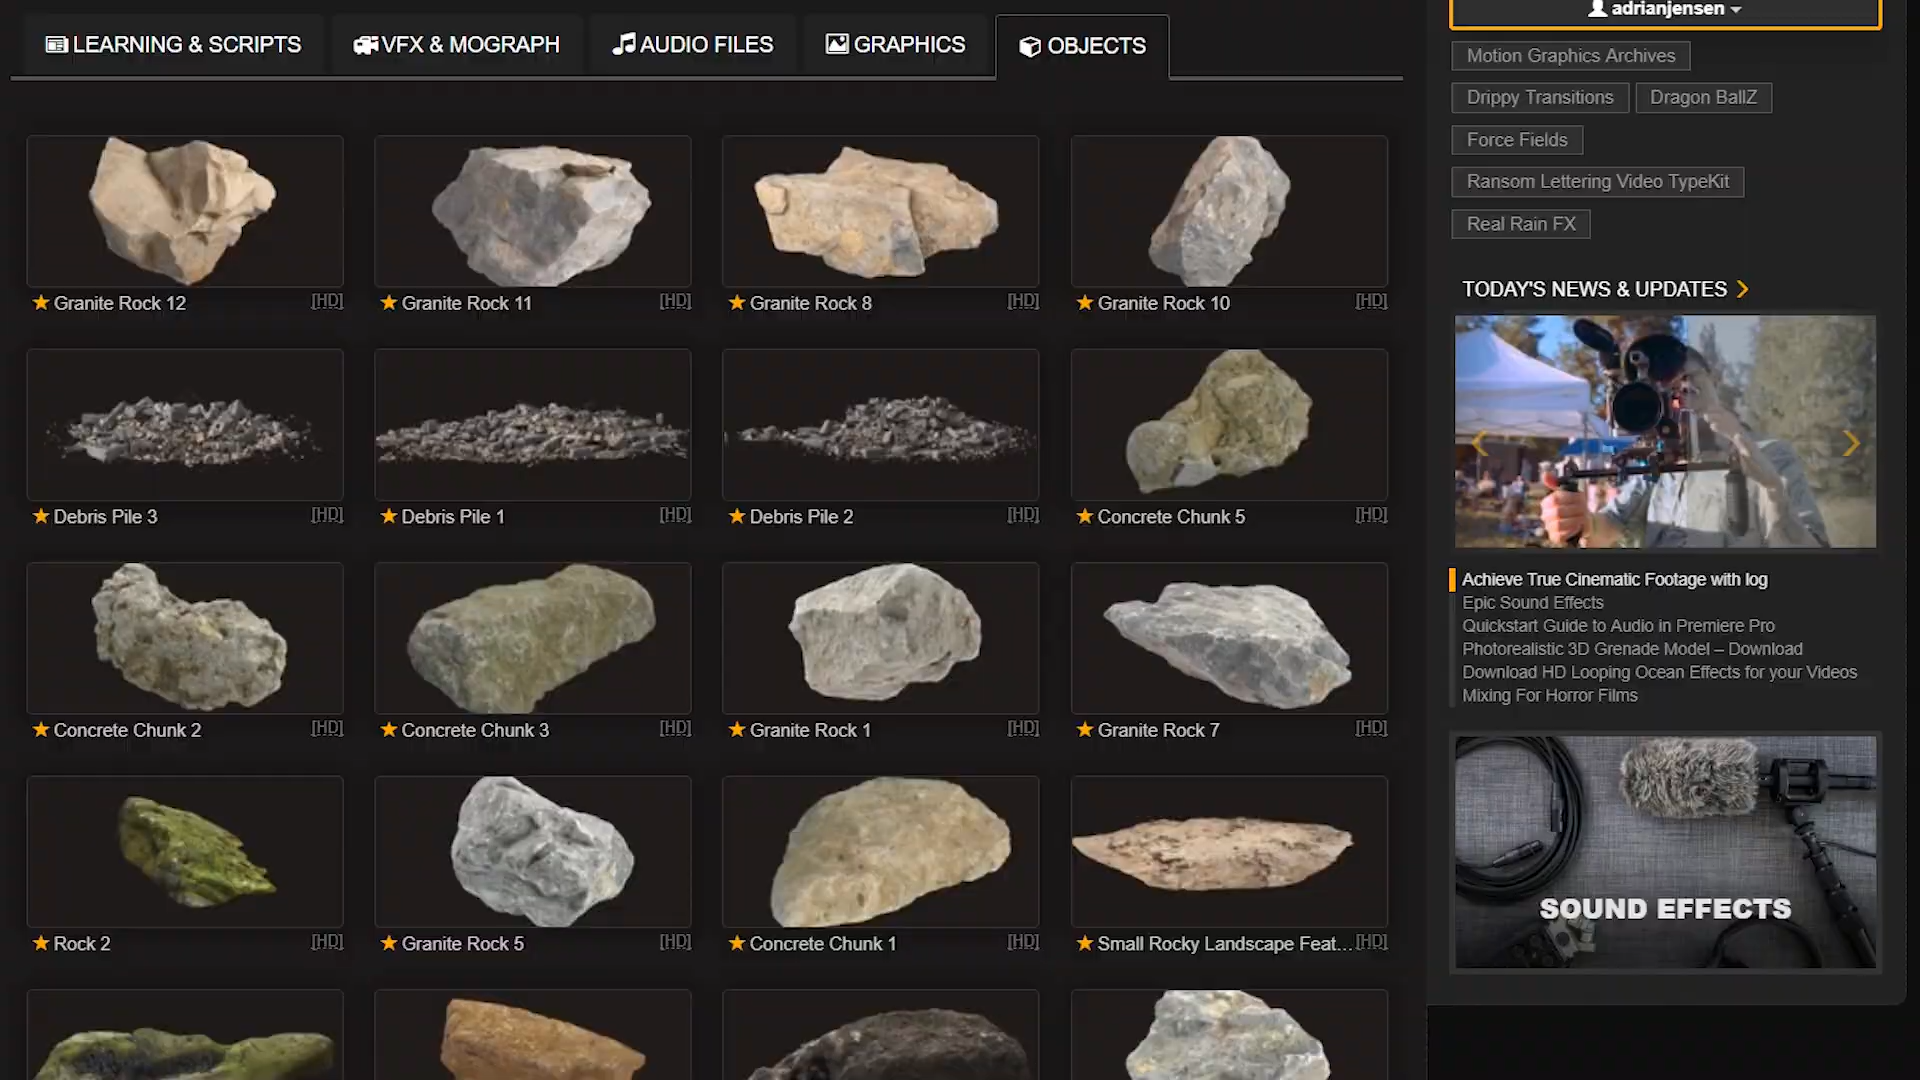 LEARNING & SCRIPTS
VFX & MOGRAPH
AUDIO FILES
GRAPHICS
OBJECTS
Granite Rock 12 [HD]
Granite Rock 11 [HD]
Granite Rock 8 [HD]
Granite Rock 10 [HD]
Debris Pile 3 [HD]
Debris Pile 1 [HD]
Debris Pile 2 [HD]
Concrete Chunk 5 [HD]
Concrete Chunk 2 [HD]
Concrete Chunk 3 [HD]
Granite Rock 1 [HD]
Granite Rock 7 [HD]
Rock 2 [HD]
Granite Rock 5 [HD]
Concrete Chunk 1 [HD]
Small Rocky Landscape Feat... [HD]
adrianjensen
Motion Graphics Archives
Drippy Transitions
Dragon BallZ
Force Fields
Ransom Lettering Video TypeKit
Real Rain FX
TODAY'S NEWS & UPDATES
Achieve True Cinematic Footage with log
Epic Sound Effects
Quickstart Guide to Audio in Premiere Pro
Photorealistic 3D Grenade Model – Download
Download HD Looping Ocean Effects for your Videos
Mixing For Horror Films
SOUND EFFECTS